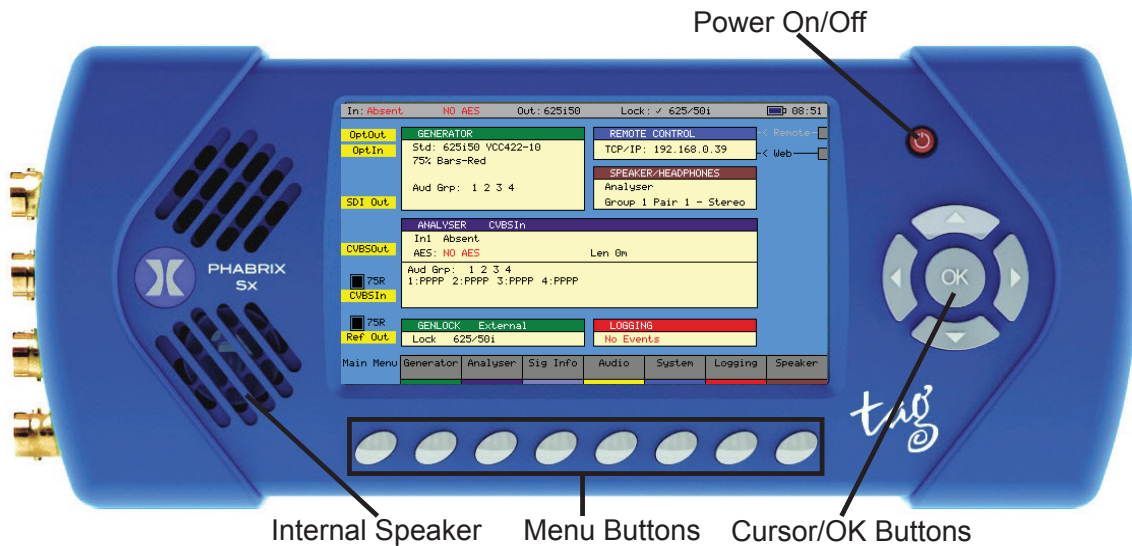 Power On/Off
In: Absent NO AES Out: 625i50 Lock: ✓ 625/50i 08:51
OptOut
OptIn
SDI Out
CVBSOut
75R
CVBSIn
75R
Ref Out
GENERATOR
Std: 625i50 YCC422-10
75% Bars-Red
Aud Grp: 1 2 3 4
REMOTE CONTROL
TCP/IP: 192.168.0.39
< Remote
< Web
SPEAKER/HEADPHONES
Analyser
Group 1 Pair 1 - Stereo
ANALYSER CVBSIn
In1 Absent
AES: NO AES Len 0m
Aud Grp: 1 2 3 4
1:PPPP 2:PPPP 3:PPPP 4:PPPP
GENLOCK External
Lock 625/50i
LOGGING
No Events
Main Menu Generator Analyser Sig Info Audio System Logging Speaker
PHABRIX
Sx
OK
tag
Internal Speaker Menu Buttons Cursor/OK Buttons